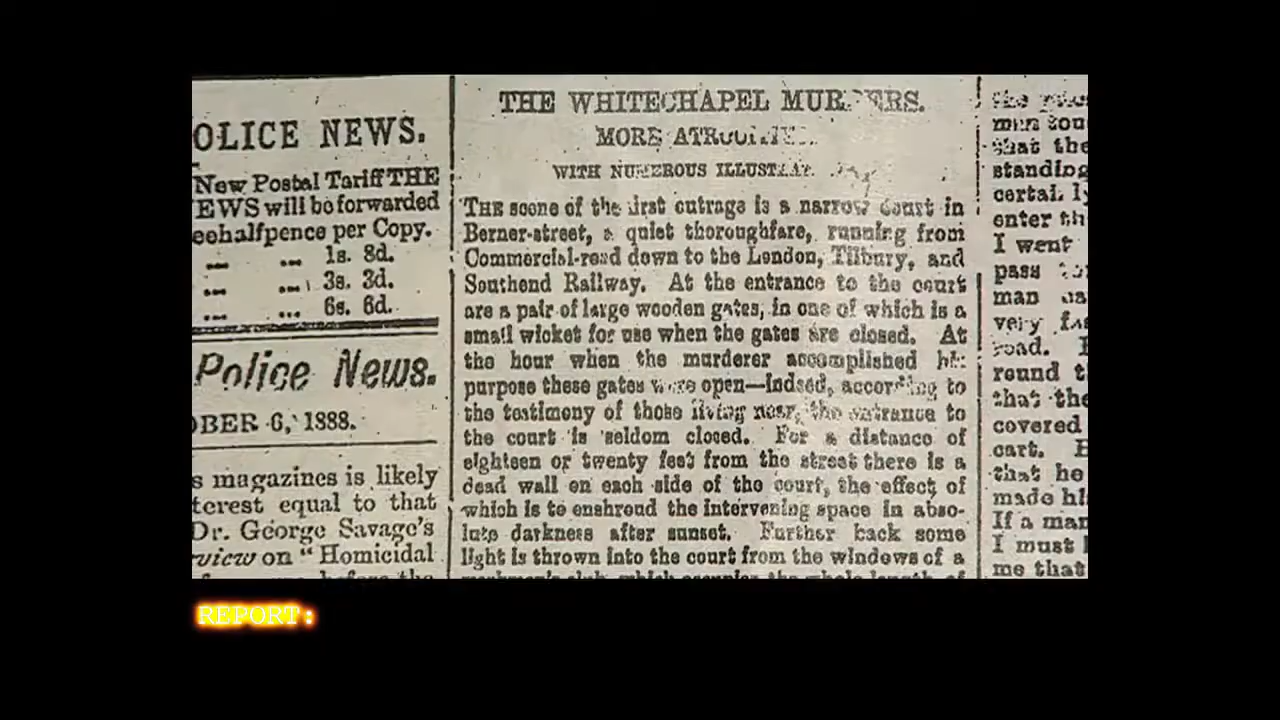 OLICE NEWS.
New Postal Tariff THE
EWS will be forwarded
eehalfpence per Copy.
„ ... 1s. 8d.
„ ... 3s. 3d.
„ ... 6s. 6d.
Police News.
OBER 6, 1888.
s magazines is likely
terest equal to that
Dr. George Savage's
view on "Homicidal
before the
THE WHITECHAPEL MURDERS.
MORE
WITH NUMEROUS
THE scene of the first outrage is a narrow court in
Berner-street, a quiet thoroughfare, running from
Commercial-road down to the London, Tilbury, and
Southend Railway. At the entrance to the court
are a pair of large wooden gates, in one of which is a
small wicket for use when the gates are closed. At
the hour when the murderer accomplished his
purpose these gates were open—indeed, according to
the testimony of those living near, the entrance to
the court is seldom closed. For a distance of
eighteen or twenty feet from the street there is a
dead wall on each side of the court, the effect of
which is to enshroud the intervening space in abso-
lute darkness after sunset. Further back some
light is thrown into the court from the windows of a
workmen's club, which occupies the whole length of
the
men
that the
standing
enter th
I went
pass
man
very
road.
round t
that the
covered
cart. H
that he
made hi
If a man
I must
me that
REPORT: